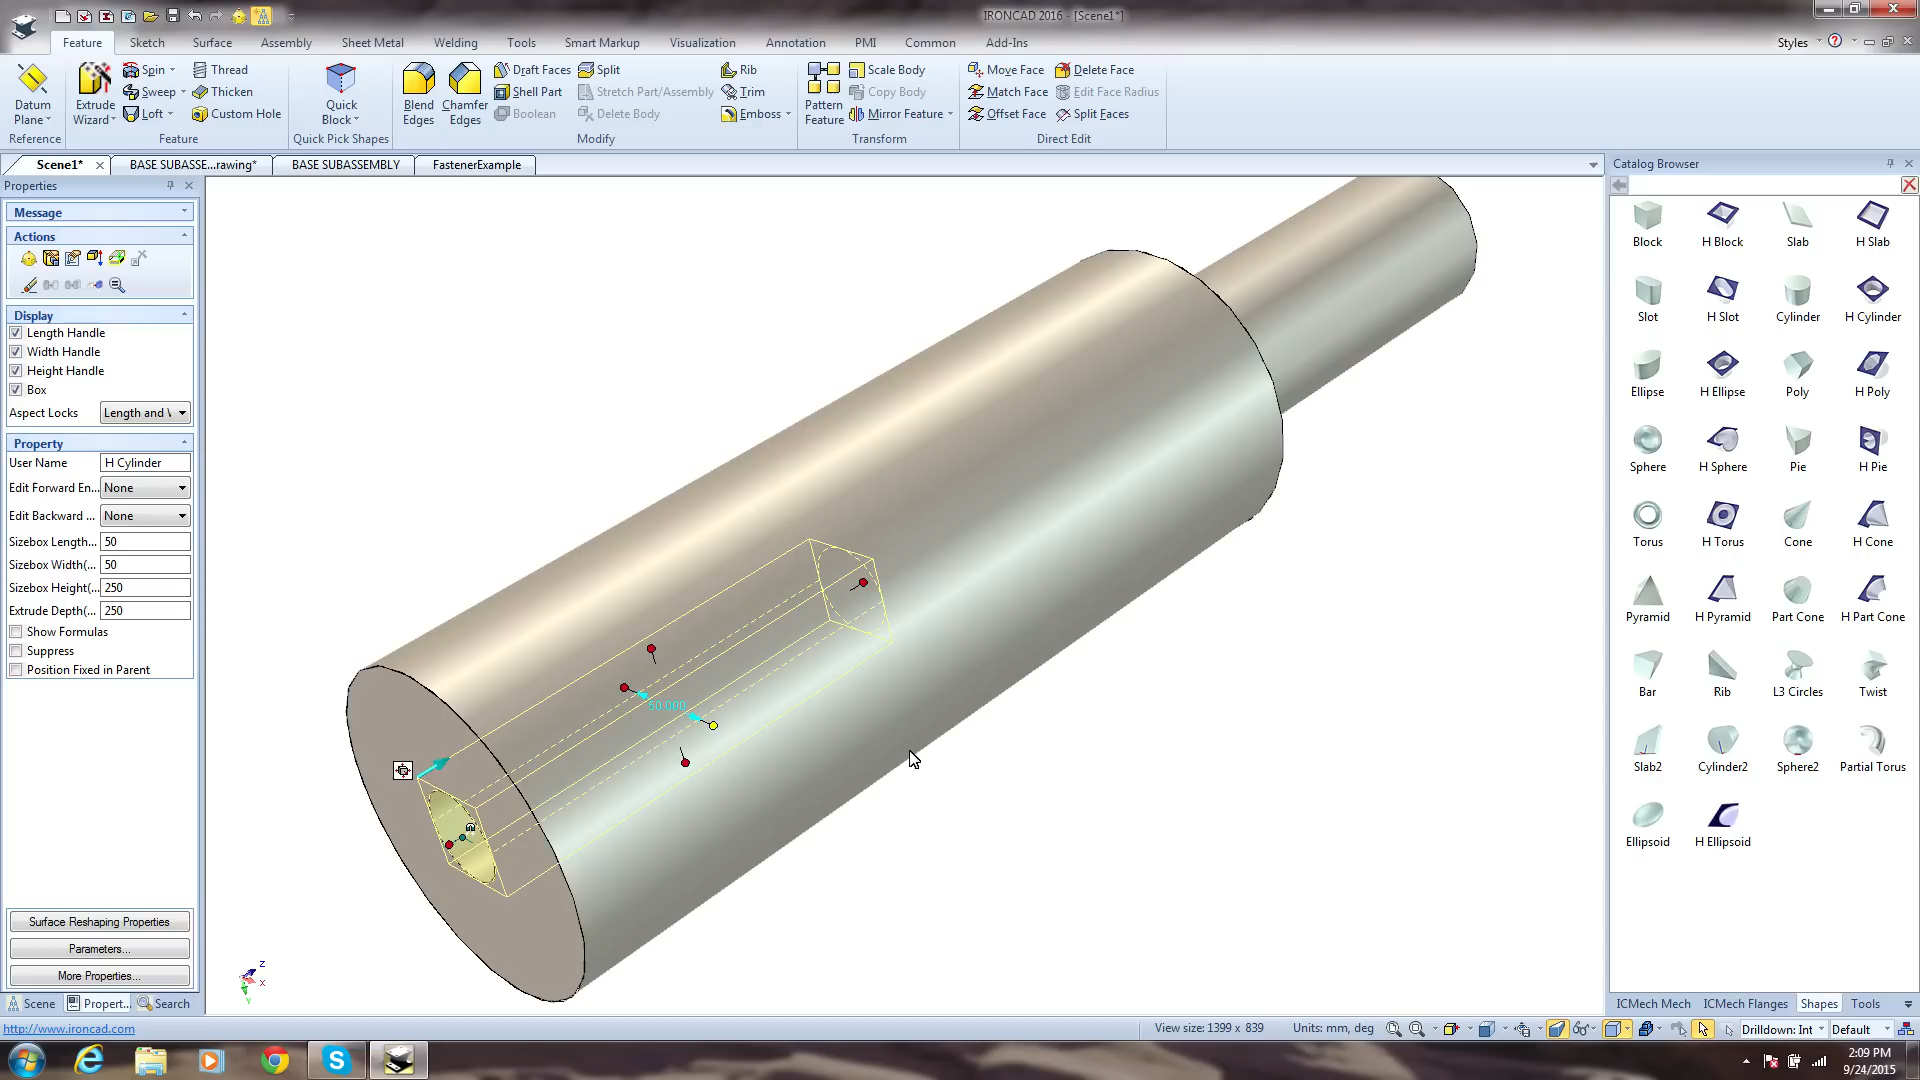 IRONCAD 2016 - [Scene1*]
Feature Sketch Surface Assembly Sheet Metal Welding Tools Smart Markup Visualization Annotation PMI Common Add-Ins Styles
Datum Plane
Extrude Wizard
Spin Thread
Sweep Thicken
Loft Custom Hole
Quick Block
Blend Edges
Chamfer Edges
Draft Faces Split Rib
Shell Part Stretch Part/Assembly Trim
Boolean Delete Body Emboss
Pattern Feature
Scale Body
Copy Body
Mirror Feature
Move Face Delete Face
Match Face Edit Face Radius
Offset Face Split Faces
Reference Feature Quick Pick Shapes Modify Transform Direct Edit
Scene1* BASE SUBASSE...rawing* BASE SUBASSEMBLY FastenerExample
Properties
Message
Actions
Display
Length Handle
Width Handle
Height Handle
Box
Aspect Locks Length and \
Property
User Name H Cylinder
Edit Forward En... None
Edit Backward ... None
Sizebox Length... 50
Sizebox Width(... 50
Sizebox Height(... 250
Extrude Depth(... 250
Show Formulas
Suppress
Position Fixed in Parent
Surface Reshaping Properties
Parameters...
More Properties...
Scene Propert... Search
Z
X
Y
Catalog Browser
Block H Block Slab H Slab
Slot H Slot Cylinder H Cylinder
Ellipse H Ellipse Poly H Poly
Sphere H Sphere Pie H Pie
Torus H Torus Cone H Cone
Pyramid H Pyramid Part Cone H Part Cone
Bar Rib L3 Circles Twist
Slab2 Cylinder2 Sphere2 Partial Torus
Ellipsoid H Ellipsoid
ICMech Mech ICMech Flanges Shapes Tools
http://www.ironcad.com
View size: 1399 x 839 Units: mm, deg Drilldown: Int Default
2:09 PM
9/24/2015